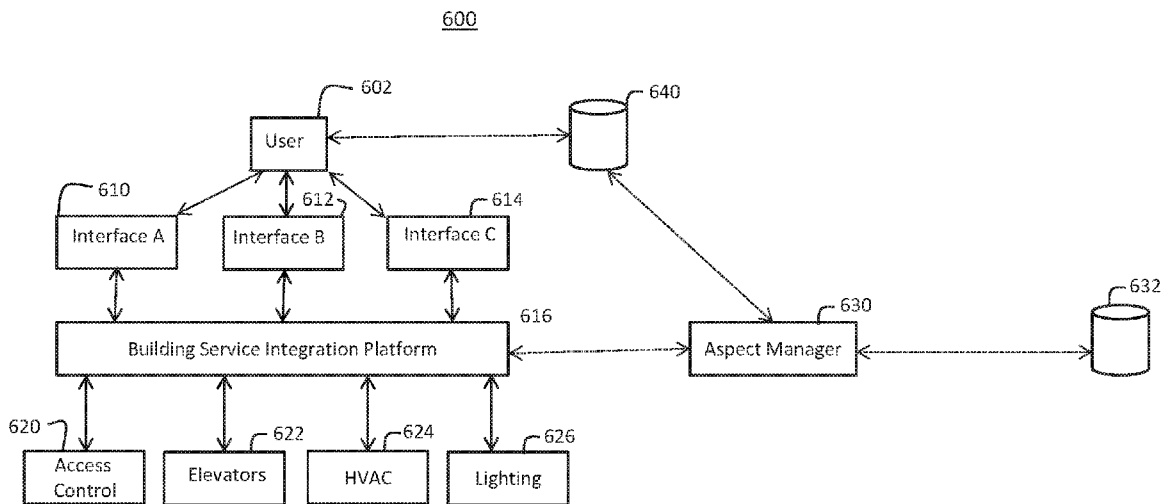 600
602
640
User
610
612
614
Interface A
Interface B
Interface C
632
616
630
Building Service Integration Platform
Aspect Manager
620
622
624
626
Access
Control
Elevators
HVAC
Lighting